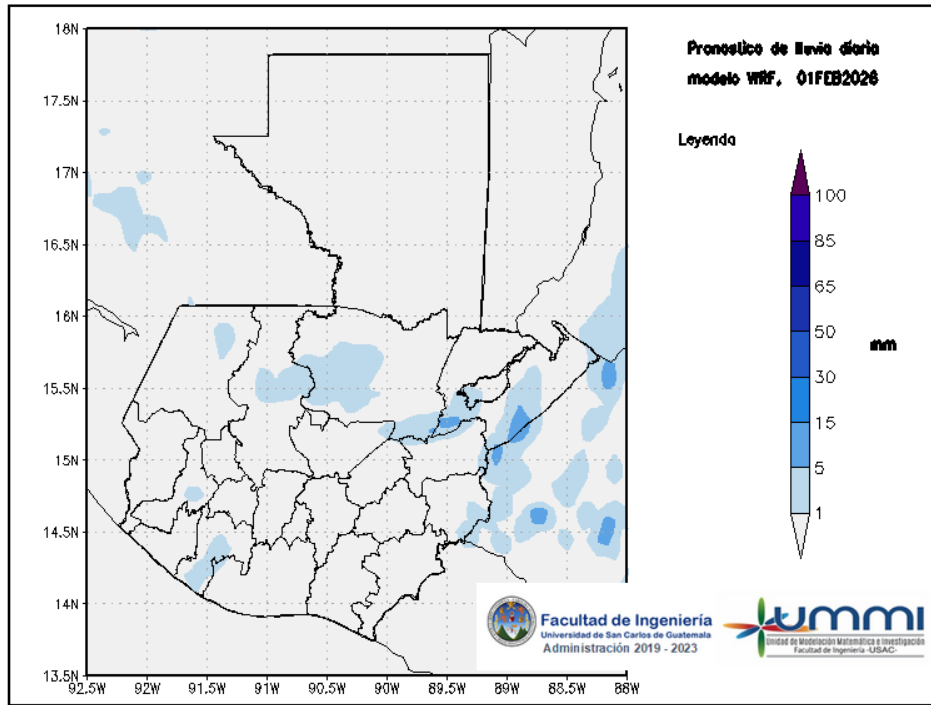 18N
17.5N
17N
16.5N
16N
15.5N
15N
14.5N
14N
13.5N
92.5W
92W
91.5W
91W
90.5W
90W
89.5W
89W
88.5W
88W
Pronostico de lluvia diaria
modelo WRF, 01FEB2026
Leyenda
100
85
65
50
30
15
5
1
mm
Facultad de Ingeniería
Universidad de San Carlos de Guatemala
Administración 2019 - 2023
UMMI
Unidad de Modelación Matemática e Investigación
Facultad de Ingeniería -USAC-